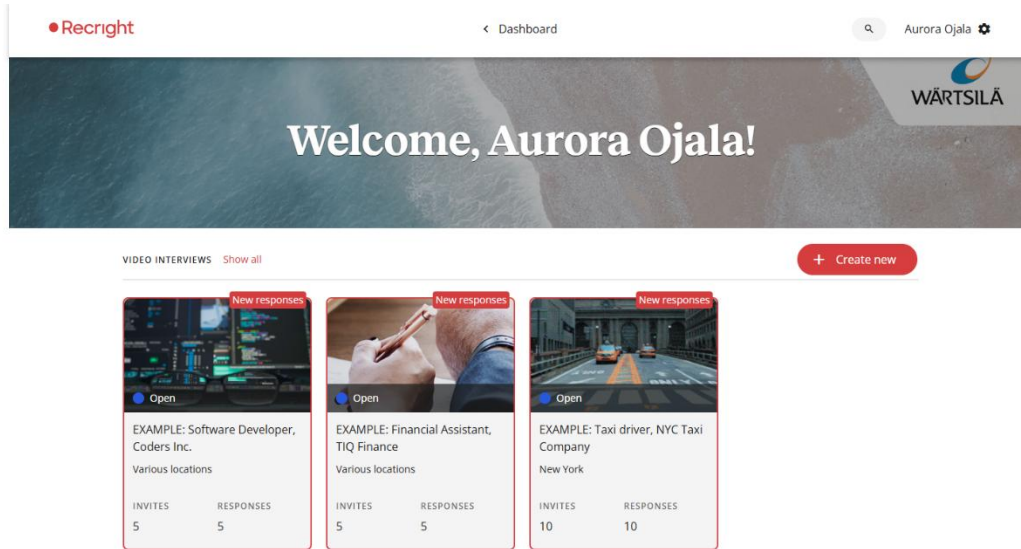 Recright
Dashboard
Aurora Ojala
WÄRTSILÄ
Welcome, Aurora Ojala!
VIDEO INTERVIEWS Show all
+ Create new
New responses
Open
EXAMPLE: Software Developer,
Coders Inc.
Various locations
INVITES RESPONSES
5 5
New responses
Open
EXAMPLE: Financial Assistant,
TIQ Finance
Various locations
INVITES RESPONSES
5 5
New responses
ONLY
Open
EXAMPLE: Taxi driver, NYC Taxi
Company
New York
INVITES RESPONSES
10 10